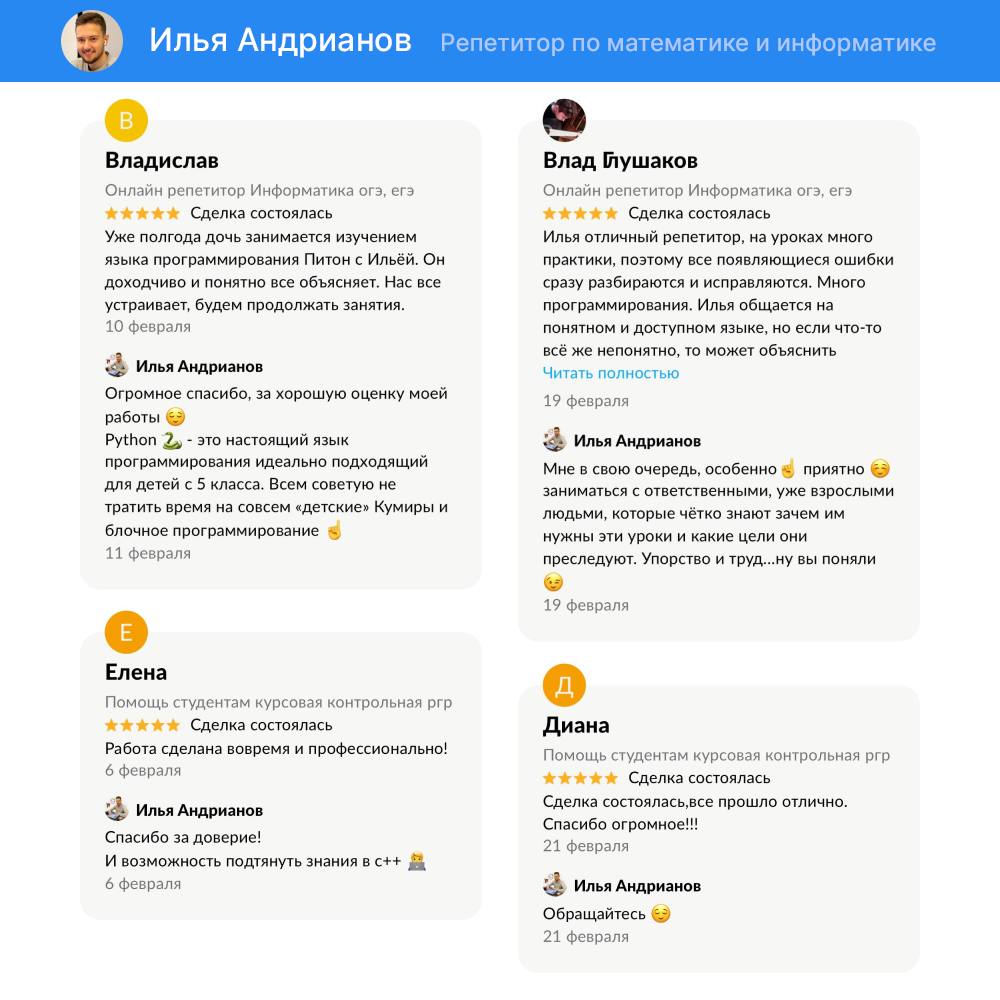 Илья Андрианов
Репетитор по математике и информатике
В
Владислав
Онлайн репетитор Информатика огэ, егэ
Сделка состоялась
Уже полгода дочь занимается изучением
языка программирования Питон с Ильёй. Он
доходчиво и понятно все объясняет. Нас все
устраивает, будем продолжать занятия.
10 февраля
Илья Андрианов
Огромное спасибо, за хорошую оценку моей
работы 😌
Python 🐍 - это настоящий язык
программирования идеально подходящий
для детей с 5 класса. Всем советую не
тратить время на совсем «детские» Кумиры и
блочное программирование ☝️
11 февраля
Е
Елена
Помощь студентам курсовая контрольная ргр
Сделка состоялась
Работа сделана вовремя и профессионально!
6 февраля
Илья Андрианов
Спасибо за доверие!
И возможность подтянуть знания в с++ 🧑‍💻
6 февраля
Влад Глушаков
Онлайн репетитор Информатика огэ, егэ
Сделка состоялась
Илья отличный репетитор, на уроках много
практики, поэтому все появляющиеся ошибки
сразу разбираются и исправляются. Много
программирования. Илья общается на
понятном и доступном языке, но если что-то
всё же непонятно, то может объяснить
Читать полностью
19 февраля
Илья Андрианов
Мне в свою очередь, особенно☝️ приятно ☺️
заниматься с ответственными, уже взрослыми
людьми, которые чётко знают зачем им
нужны эти уроки и какие цели они
преследуют. Упорство и труд...ну вы поняли
😉
19 февраля
Д
Диана
Помощь студентам курсовая контрольная ргр
Сделка состоялась
Сделка состоялась,все прошло отлично.
Спасибо огромное!!!
21 февраля
Илья Андрианов
Обращайтесь 😌
21 февраля